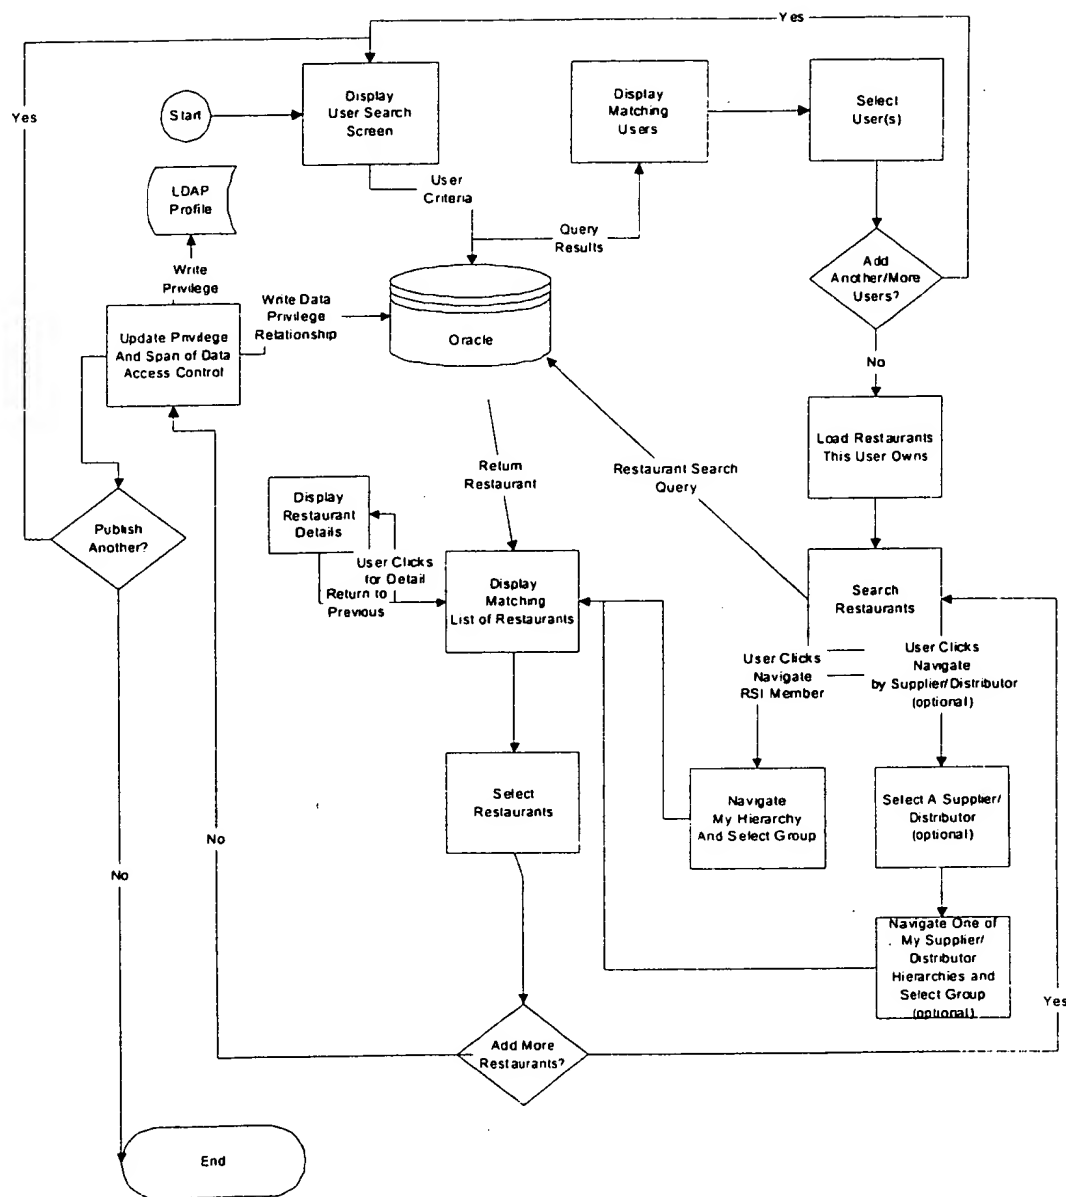 Yes
Yes
Start
Display
User Search
Screen
Display
Matching
Users
Select
User(s)
LDAP
Profile
User
Criteria
Query
Results
Write
Privilege
Write Data
Privilege
Relationship
Add
Another/More
Users?
Update Privilege
And Span of Data
Access Control
Oracle
No
Load Restaurants
This User Owns
Return
Restaurant
Restaurant Search
Query
Display
Restaurant
Details
Publish
Another?
User Clicks
for Detail
Return to
Previous
Display
Matching
List of Restaurants
Search
Restaurants
User Clicks
Navigate
RSI Member
User Clicks
Navigate
by Supplier/Distributor
(optional)
Select
Restaurants
Navigate
My Hierarchy
And Select Group
Select A Supplier/
Distributor
(optional)
No
No
Navigate One of
My Supplier/
Distributor
Hierarchies and
Select Group
(optional)
Yes
Add More
Restaurants?
End